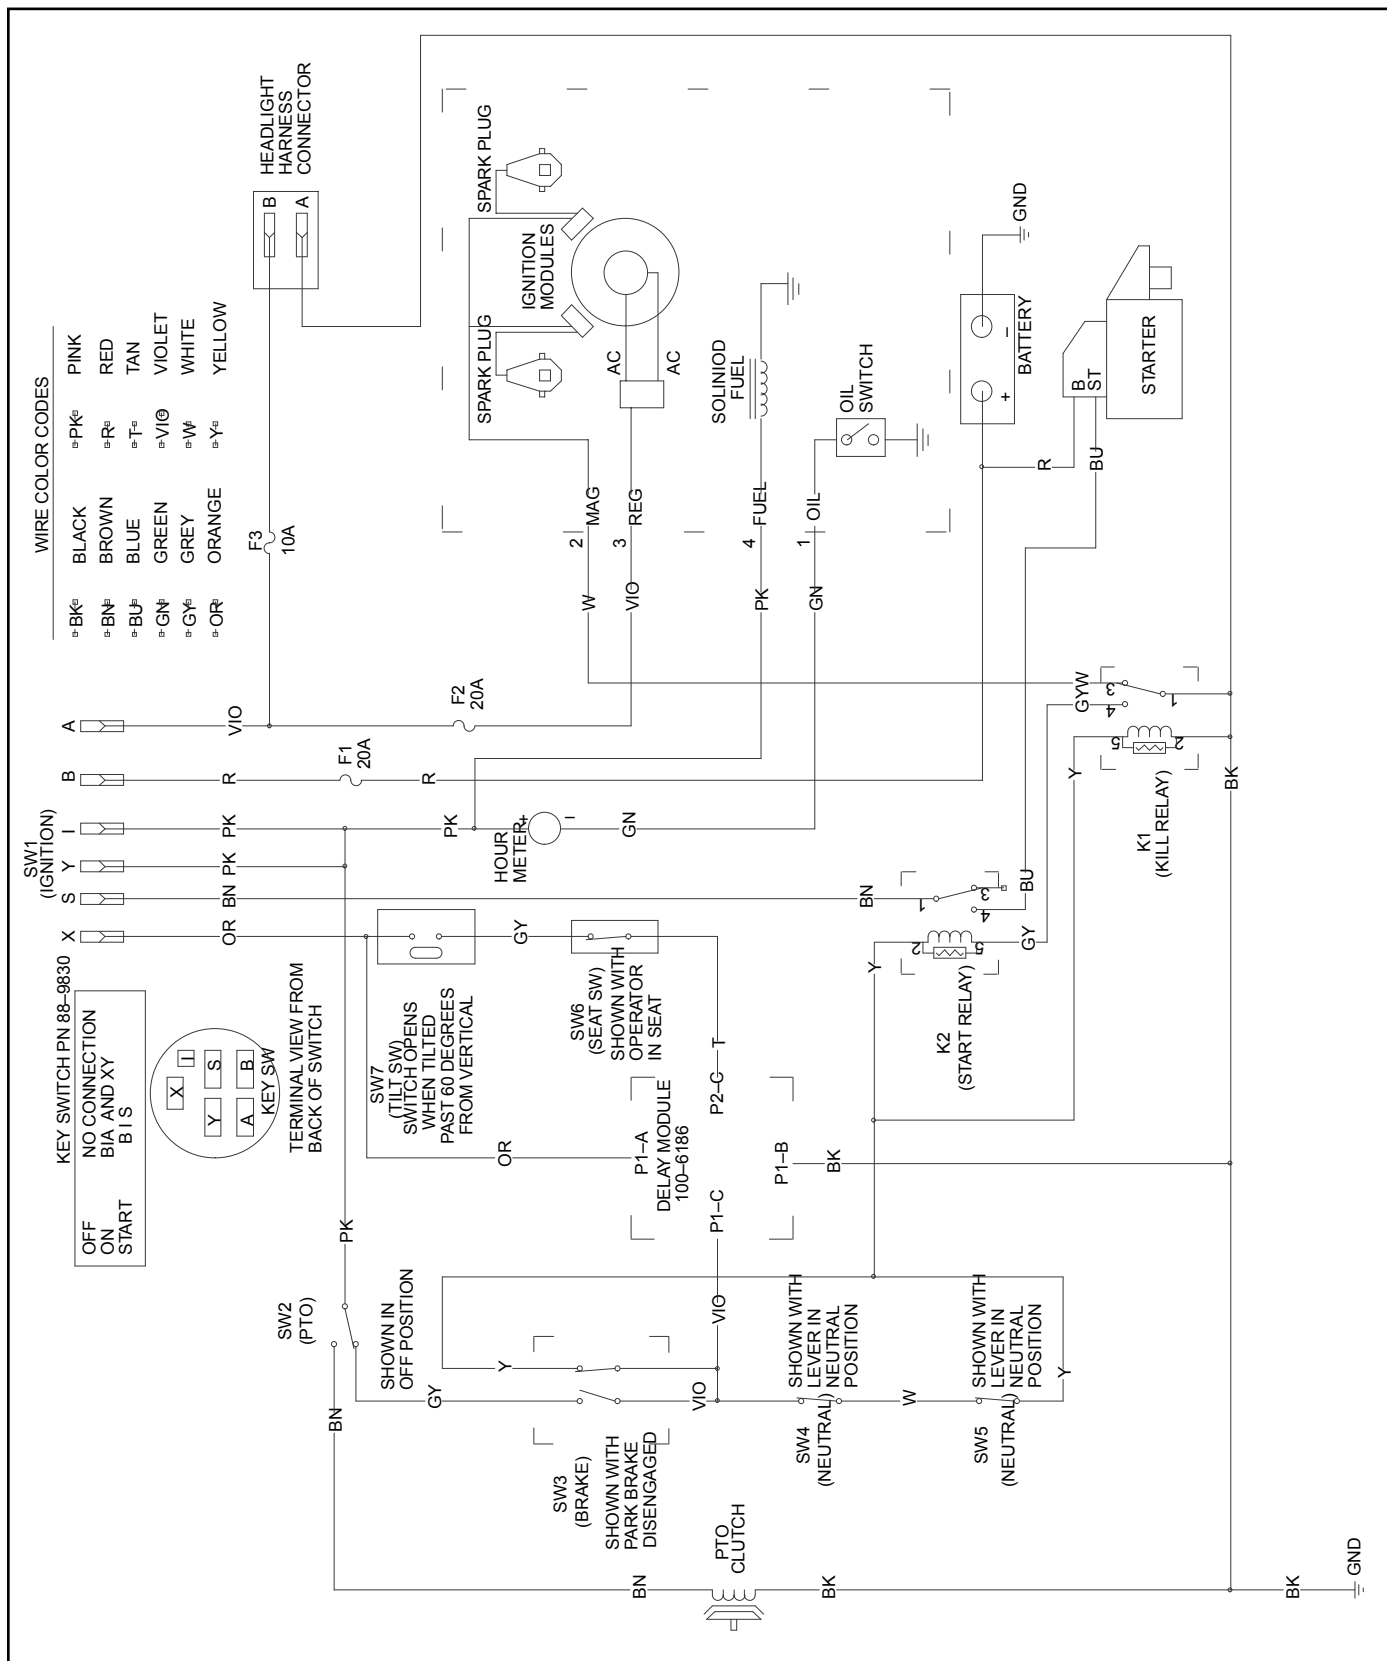 WIRE COLOR CODES
BK BLACK PK PINK
BN BROWN R RED
BU BLUE T TAN
GN GREEN VIO VIOLET
GY GREY W WHITE
OR ORANGE Y YELLOW
HEADLIGHT
HARNESS
CONNECTOR
B
A
F3
10A
SW1
(IGNITION)
A
B
I
Y
S
X
VIO
R
PK
PK
BN
OR
F2
20A
F1
20A
R
PK
HOUR
METER
+
–
GN
KEY SWITCH PN 88–9830
OFF NO CONNECTION
ON BIA AND XY
START B I S
X
I
Y
S
A
B
KEY SW
TERMINAL VIEW FROM
BACK OF SWITCH
SPARK PLUG
SPARK PLUG
IGNITION
MODULES
AC
AC
SOLINIOD
FUEL
OIL
SWITCH
2
MAG
3
REG
4
FUEL
1
OIL
W
VIO
PK
GN
BATTERY
+
–
GND
STARTER
B
ST
R
BU
GYW
3
4
1
5
2
Y
BK
K1
(KILL RELAY)
BN
1
3
4
BU
2
5
GY
Y
K2
(START RELAY)
SW7
(TILT SW)
SWITCH OPENS
WHEN TILTED
PAST 60 DEGREES
FROM VERTICAL
GY
SW6
(SEAT SW)
SHOWN WITH
OPERATOR
IN SEAT
T
OR
P2–C
P1–A
DELAY MODULE
100–6186
P1–C
P1–B
BK
VIO
PK
SW2
(PTO)
SHOWN IN
OFF POSITION
BN
GY
Y
VIO
SW3
(BRAKE)
SHOWN WITH
PARK BRAKE
DISENGAGED
SHOWN WITH
LEVER IN
NEUTRAL
POSITION
SW4
(NEUTRAL)
W
SHOWN WITH
LEVER IN
NEUTRAL
POSITION
SW5
(NEUTRAL)
Y
PTO
CLUTCH
BN
BK
BK
GND